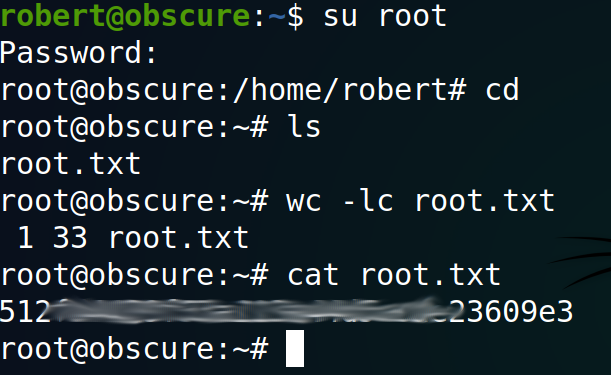 robert@obscure:~$ su root
Password:
root@obscure:/home/robert# cd
root@obscure:~# ls
root.txt
root@obscure:~# wc -lc root.txt
 1 33 root.txt
root@obscure:~# cat root.txt
512 23609e3
root@obscure:~#